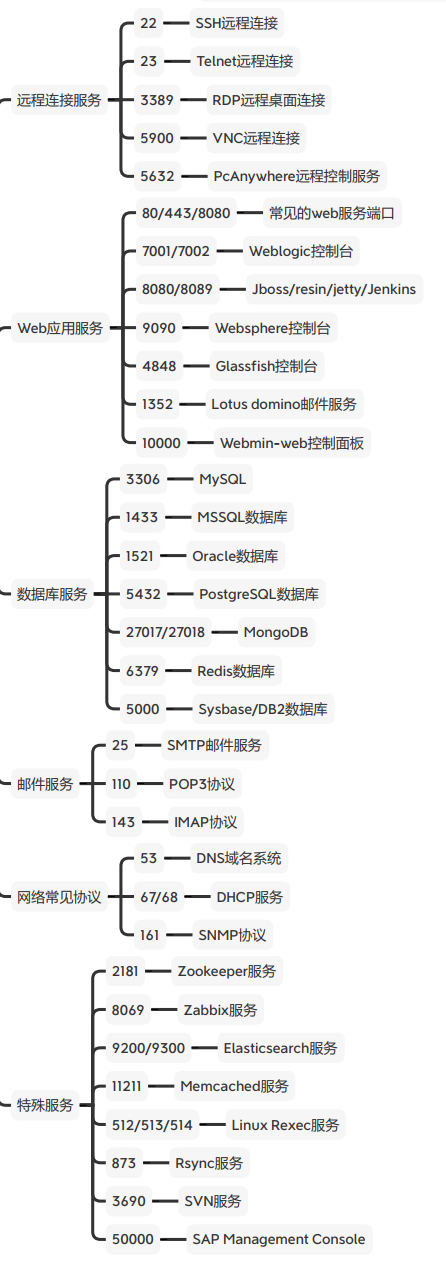 远程连接服务
22 SSH远程连接
23 Telnet远程连接
3389 RDP远程桌面连接
5900 VNC远程连接
5632 PcAnywhere远程控制服务
Web应用服务
80/443/8080 常见的web服务端口
7001/7002 Weblogic控制台
8080/8089 Jboss/resin/jetty/Jenkins
9090 Websphere控制台
4848 Glassfish控制台
1352 Lotus domino邮件服务
10000 Webmin-web控制面板
数据库服务
3306 MySQL
1433 MSSQL数据库
1521 Oracle数据库
5432 PostgreSQL数据库
27017/27018 MongoDB
6379 Redis数据库
5000 Sysbase/DB2数据库
邮件服务
25 SMTP邮件服务
110 POP3协议
143 IMAP协议
网络常见协议
53 DNS域名系统
67/68 DHCP服务
161 SNMP协议
特殊服务
2181 Zookeeper服务
8069 Zabbix服务
9200/9300 Elasticsearch服务
11211 Memcached服务
512/513/514 Linux Rexec服务
873 Rsync服务
3690 SVN服务
50000 SAP Management Console